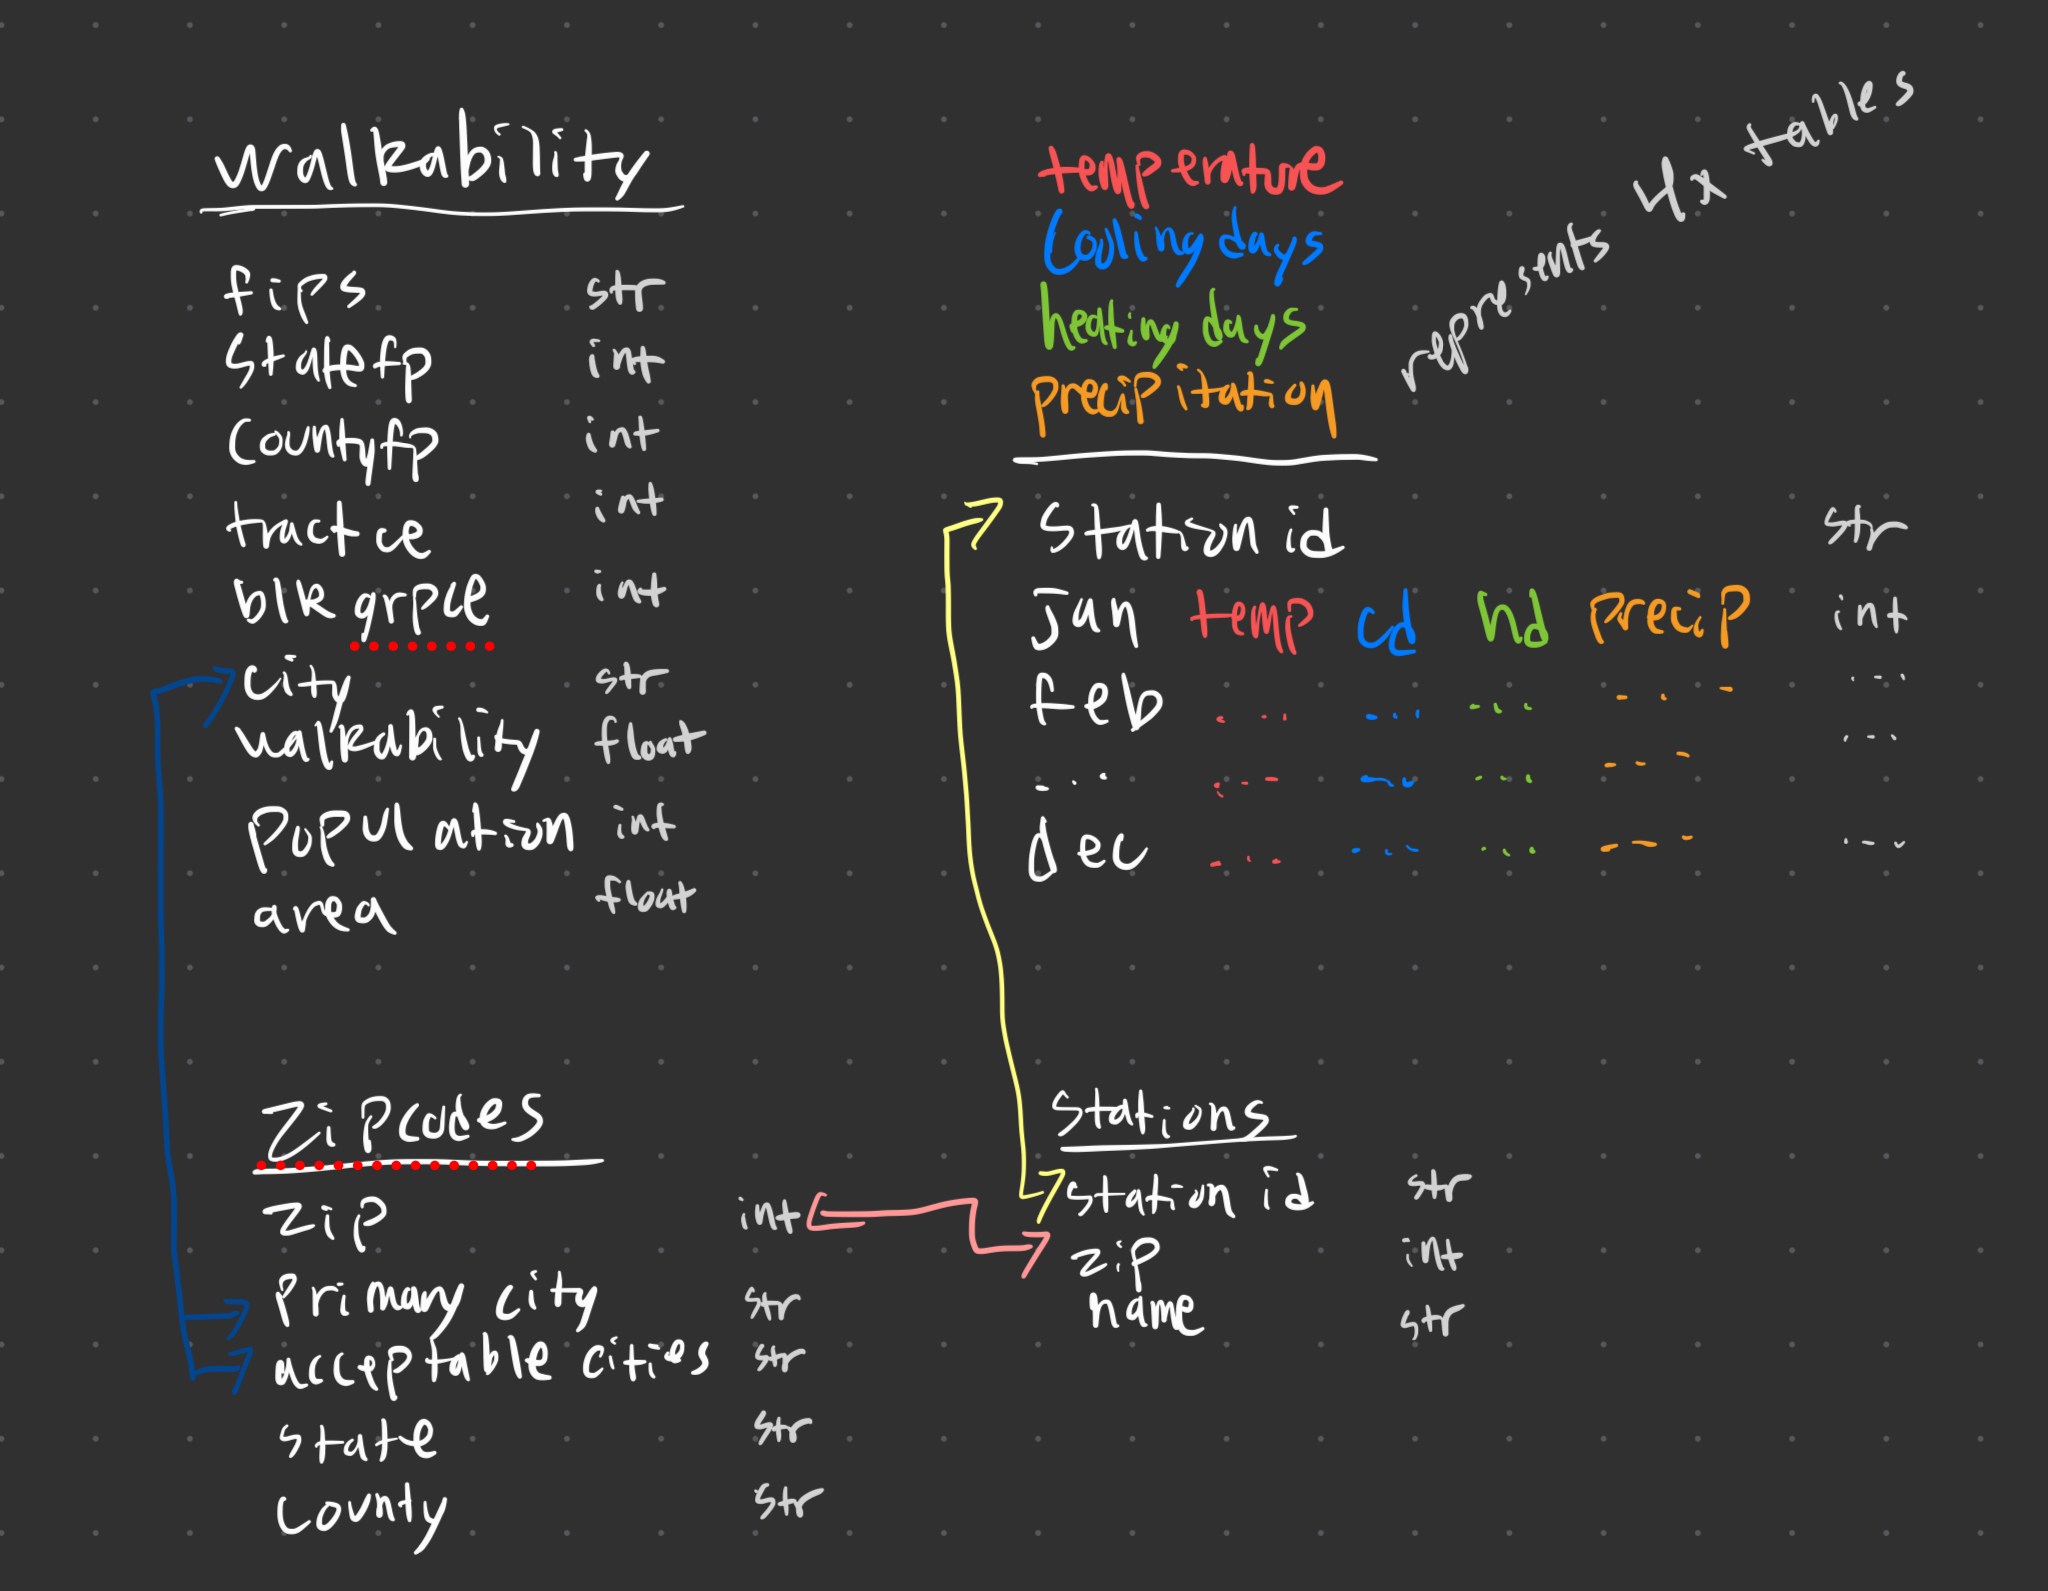 walkability
fips str
statefp int
countyfp int
tractce int
blkgrpce int
city str
walkability float
population int
area float
temperature
cooling days
heating days
precipitation
represents 4x tables
station id str
jan temp cd hd precip int
feb ... ... ... ... ...
... ... ... ... ... ...
dec ... ... ... ... ...
zipcodes
zip int
primary city str
acceptable cities str
state str
county str
stations
station id str
zip int
name str